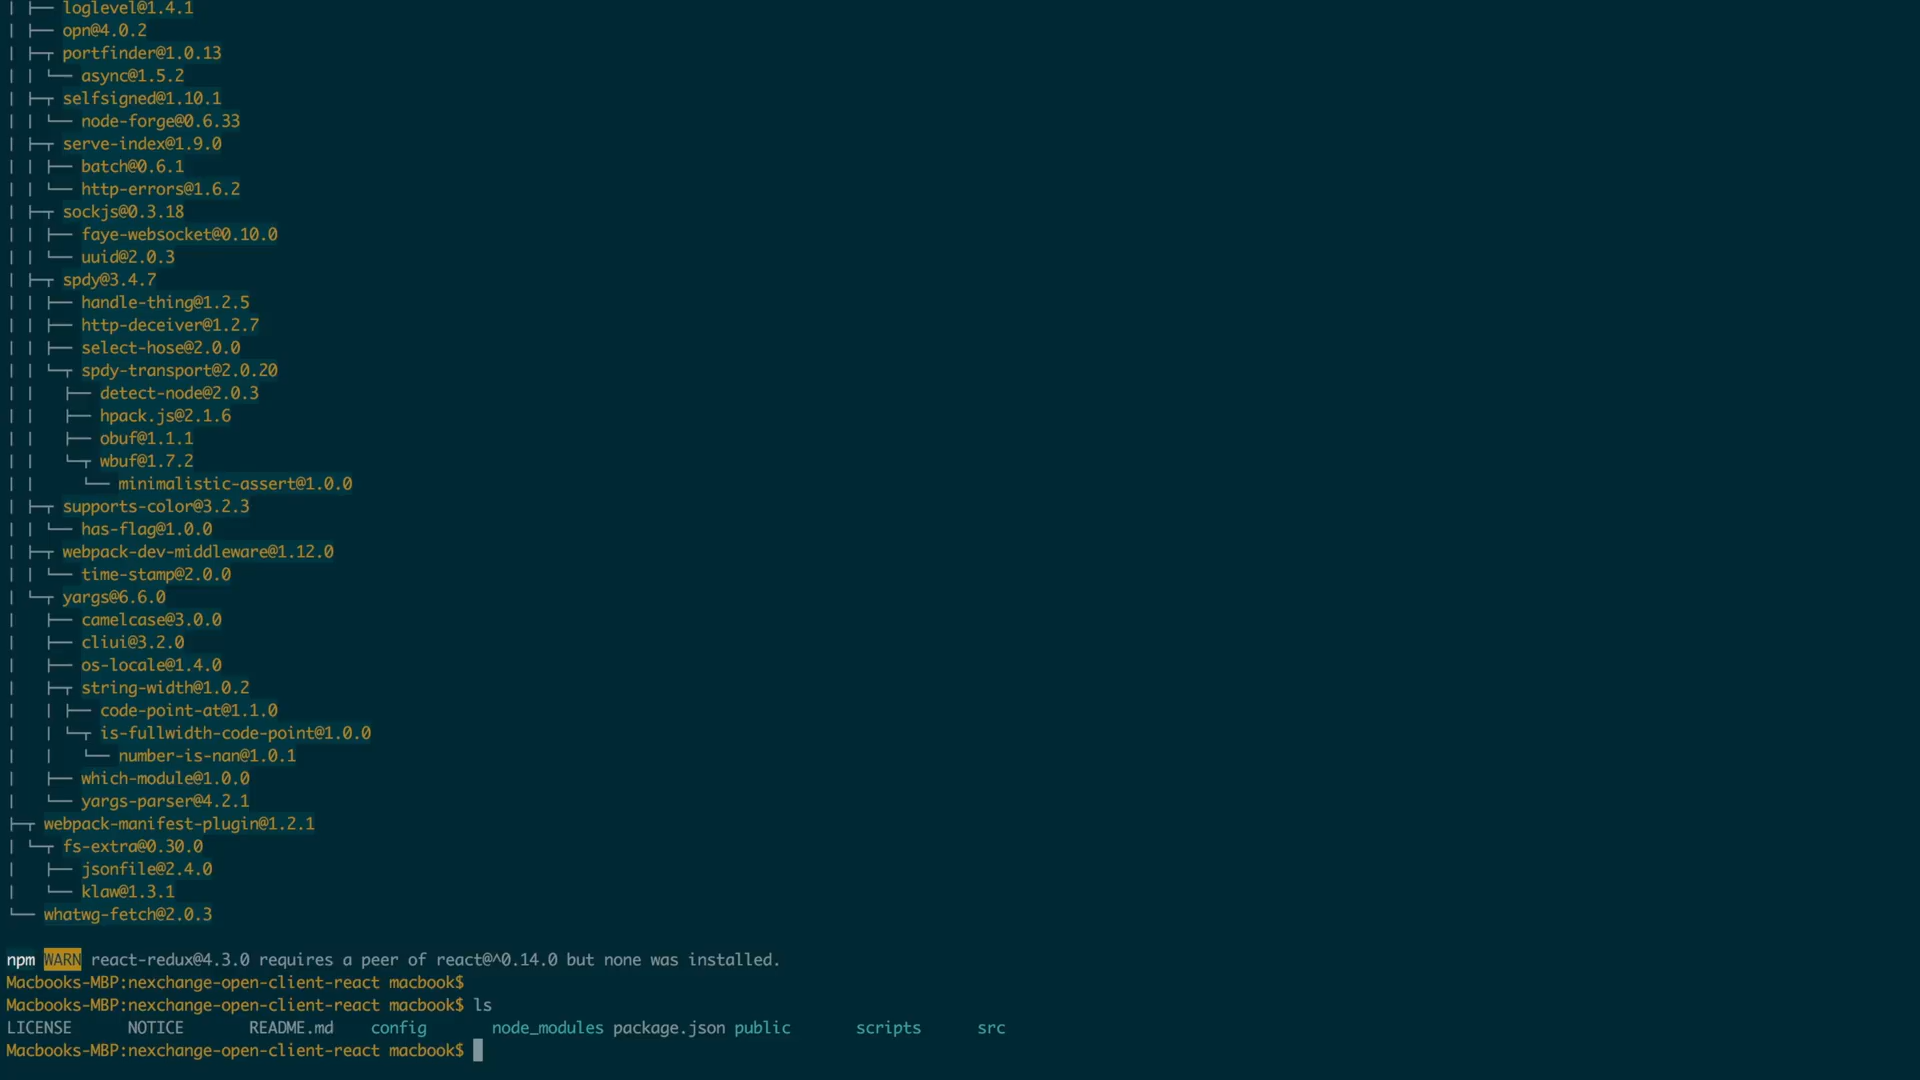 │ ├── loglevel@1.4.1
│ ├── opn@4.0.2
│ ├─┬ portfinder@1.0.13
│ │ └── async@1.5.2
│ ├─┬ selfsigned@1.10.1
│ │ └── node-forge@0.6.33
│ ├─┬ serve-index@1.9.0
│ │ ├── batch@0.6.1
│ │ └── http-errors@1.6.2
│ ├─┬ sockjs@0.3.18
│ │ ├── faye-websocket@0.10.0
│ │ └── uuid@2.0.3
│ ├─┬ spdy@3.4.7
│ │ ├── handle-thing@1.2.5
│ │ ├── http-deceiver@1.2.7
│ │ ├── select-hose@2.0.0
│ │ └─┬ spdy-transport@2.0.20
│ │   ├── detect-node@2.0.3
│ │   ├── hpack.js@2.1.6
│ │   ├── obuf@1.1.1
│ │   └─┬ wbuf@1.7.2
│ │     └── minimalistic-assert@1.0.0
│ ├─┬ supports-color@3.2.3
│ │ └── has-flag@1.0.0
│ ├─┬ webpack-dev-middleware@1.12.0
│ │ └── time-stamp@2.0.0
│ └─┬ yargs@6.6.0
│   ├── camelcase@3.0.0
│   ├── cliui@3.2.0
│   ├── os-locale@1.4.0
│   ├─┬ string-width@1.0.2
│   │ ├── code-point-at@1.1.0
│   │ └─┬ is-fullwidth-code-point@1.0.0
│   │   └── number-is-nan@1.0.1
│   ├── which-module@1.0.0
│   └── yargs-parser@4.2.1
├─┬ webpack-manifest-plugin@1.2.1
│ └─┬ fs-extra@0.30.0
│   ├── jsonfile@2.4.0
│   └── klaw@1.3.1
└── whatwg-fetch@2.0.3
npm WARN react-redux@4.3.0 requires a peer of react@^0.14.0 but none was installed.
Macbooks-MBP:nexchange-open-client-react macbook$
Macbooks-MBP:nexchange-open-client-react macbook$ ls
LICENSE NOTICE README.md config node_modules package.json public scripts src
Macbooks-MBP:nexchange-open-client-react macbook$